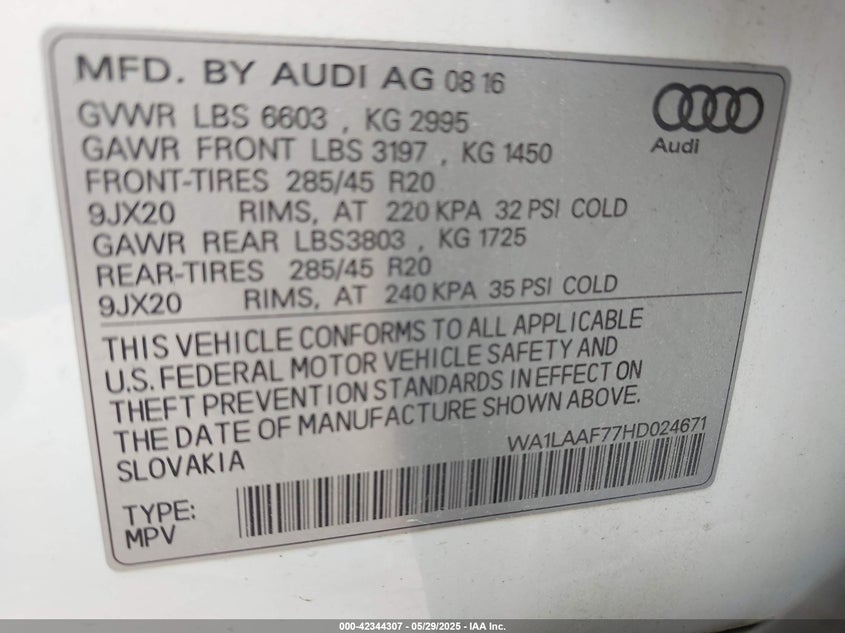 MFD. BY AUDI AG 08 16
GVWR LBS 6603 , KG 2995
GAWR FRONT LBS 3197 , KG 1450
FRONT-TIRES 285/45 R20
9JX20 RIMS, AT 220 KPA 32 PSI COLD
GAWR REAR LBS3803 , KG 1725
REAR-TIRES 285/45 R20
9JX20 RIMS, AT 240 KPA 35 PSI COLD
Audi
THIS VEHICLE CONFORMS TO ALL APPLICABLE
U.S. FEDERAL MOTOR VEHICLE SAFETY AND
THEFT PREVENTION STANDARDS IN EFFECT ON
THE DATE OF MANUFACTURE SHOWN ABOVE.
SLOVAKIA
WA1LAAF77HD024671
TYPE:
MPV
000-42344307 - 05/29/2025 - IAA Inc.